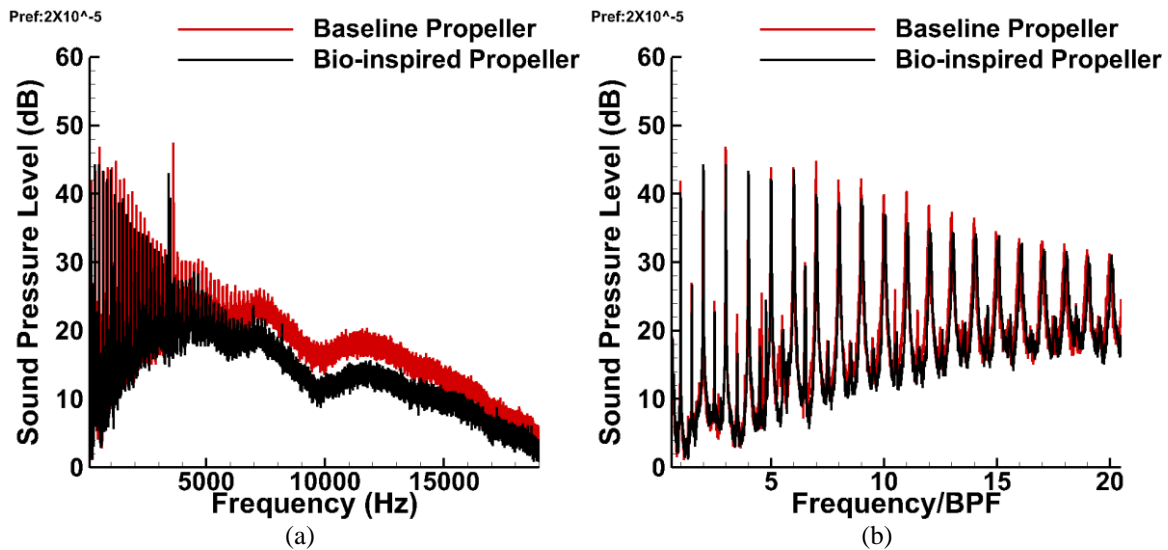 Pref:2X10^-5
Baseline Propeller
Bio-inspired Propeller
Sound Pressure Level (dB)
60
50
40
30
20
10
0
5000 10000 15000
Frequency (Hz)
(a)
Pref:2X10^-5
Baseline Propeller
Bio-inspired Propeller
Sound Pressure Level (dB)
60
50
40
30
20
10
0
5 10 15 20
Frequency/BPF
(b)